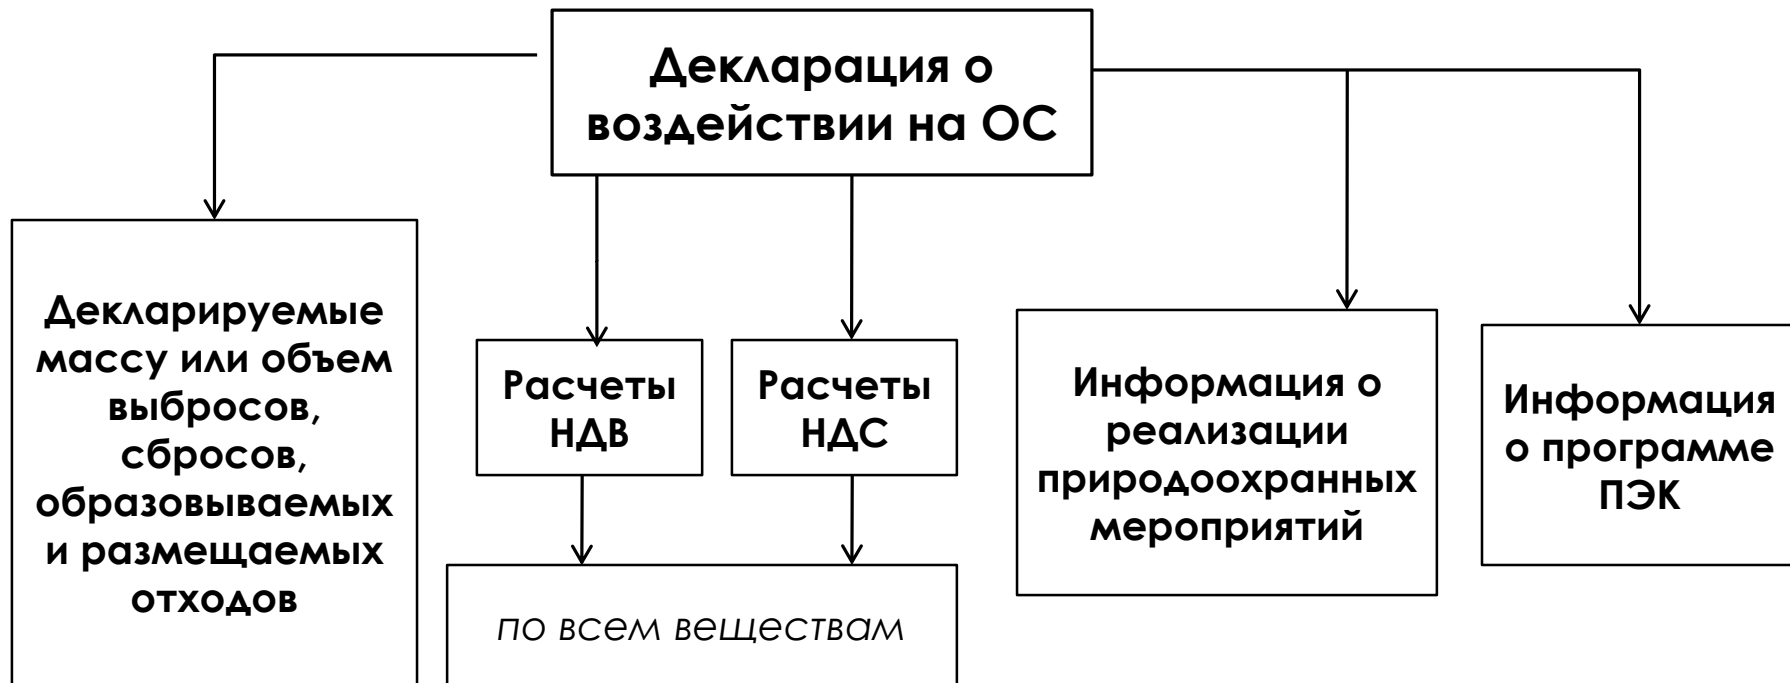 Декларация о
воздействии на ОС
Декларируемые
массу или объем
выбросов,
сбросов,
образовываемых
и размещаемых
отходов
Расчеты
НДВ
Расчеты
НДС
по всем веществам
Информация о
реализации
природоохранных
мероприятий
Информация
о программе
ПЭК